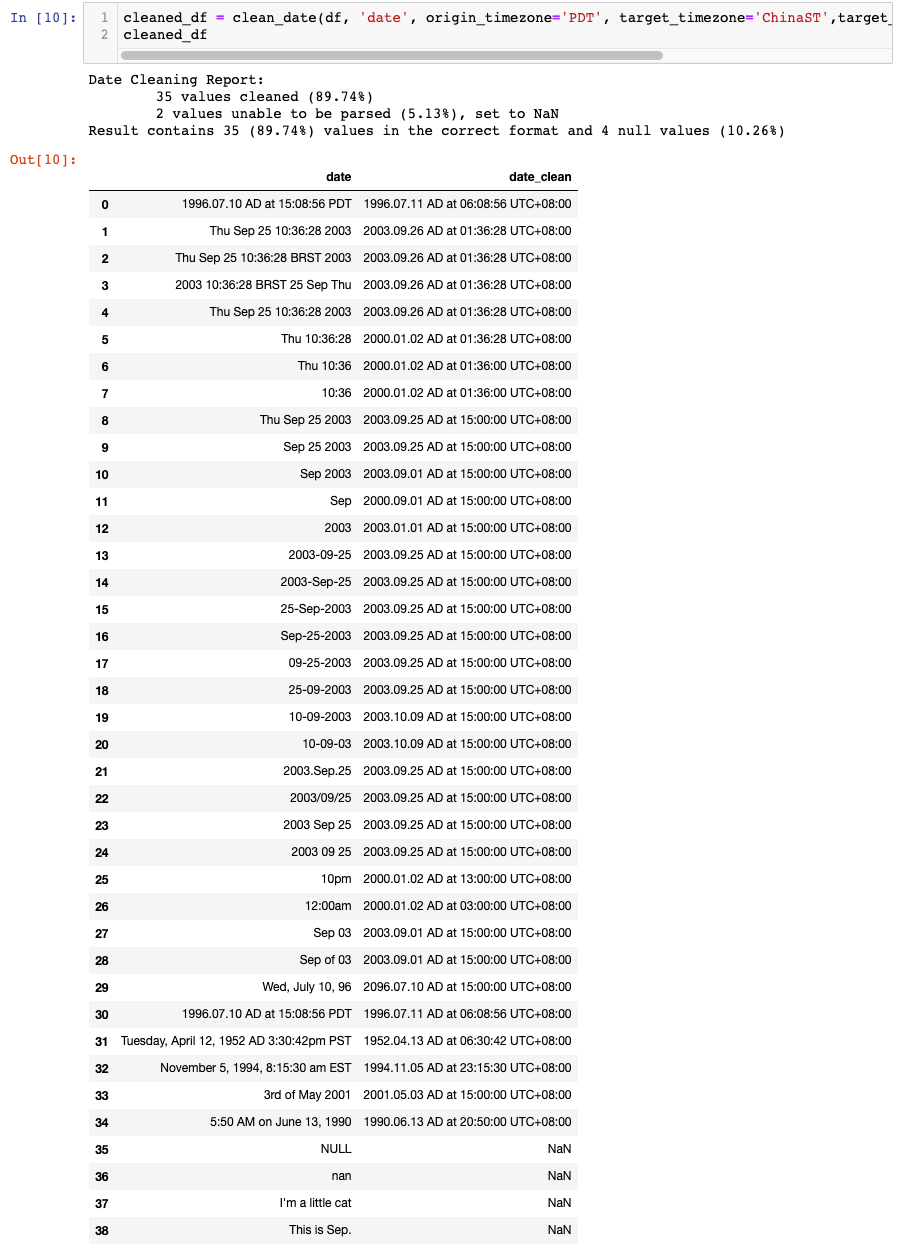 In [10]: 1 cleaned_df = clean_date(df, 'date', origin_timezone='PDT', target_timezone='ChinaST',target_
2 cleaned_df
Date Cleaning Report:
35 values cleaned (89.74%)
2 values unable to be parsed (5.13%), set to NaN
Result contains 35 (89.74%) values in the correct format and 4 null values (10.26%)
Out[10]:
date date_clean
0 1996.07.10 AD at 15:08:56 PDT 1996.07.11 AD at 06:08:56 UTC+08:00
1 Thu Sep 25 10:36:28 2003 2003.09.26 AD at 01:36:28 UTC+08:00
2 Thu Sep 25 10:36:28 BRST 2003 2003.09.26 AD at 01:36:28 UTC+08:00
3 2003 10:36:28 BRST 25 Sep Thu 2003.09.26 AD at 01:36:28 UTC+08:00
4 Thu Sep 25 10:36:28 2003 2003.09.26 AD at 01:36:28 UTC+08:00
5 Thu 10:36:28 2000.01.02 AD at 01:36:28 UTC+08:00
6 Thu 10:36 2000.01.02 AD at 01:36:00 UTC+08:00
7 10:36 2000.01.02 AD at 01:36:00 UTC+08:00
8 Thu Sep 25 2003 2003.09.25 AD at 15:00:00 UTC+08:00
9 Sep 25 2003 2003.09.25 AD at 15:00:00 UTC+08:00
10 Sep 2003 2003.09.01 AD at 15:00:00 UTC+08:00
11 Sep 2000.09.01 AD at 15:00:00 UTC+08:00
12 2003 2003.01.01 AD at 15:00:00 UTC+08:00
13 2003-09-25 2003.09.25 AD at 15:00:00 UTC+08:00
14 2003-Sep-25 2003.09.25 AD at 15:00:00 UTC+08:00
15 25-Sep-2003 2003.09.25 AD at 15:00:00 UTC+08:00
16 Sep-25-2003 2003.09.25 AD at 15:00:00 UTC+08:00
17 09-25-2003 2003.09.25 AD at 15:00:00 UTC+08:00
18 25-09-2003 2003.09.25 AD at 15:00:00 UTC+08:00
19 10-09-2003 2003.10.09 AD at 15:00:00 UTC+08:00
20 10-09-03 2003.10.09 AD at 15:00:00 UTC+08:00
21 2003.Sep.25 2003.09.25 AD at 15:00:00 UTC+08:00
22 2003/09/25 2003.09.25 AD at 15:00:00 UTC+08:00
23 2003 Sep 25 2003.09.25 AD at 15:00:00 UTC+08:00
24 2003 09 25 2003.09.25 AD at 15:00:00 UTC+08:00
25 10pm 2000.01.02 AD at 13:00:00 UTC+08:00
26 12:00am 2000.01.02 AD at 03:00:00 UTC+08:00
27 Sep 03 2003.09.01 AD at 15:00:00 UTC+08:00
28 Sep of 03 2003.09.01 AD at 15:00:00 UTC+08:00
29 Wed, July 10, 96 2096.07.10 AD at 15:00:00 UTC+08:00
30 1996.07.10 AD at 15:08:56 PDT 1996.07.11 AD at 06:08:56 UTC+08:00
31 Tuesday, April 12, 1952 AD 3:30:42pm PST 1952.04.13 AD at 06:30:42 UTC+08:00
32 November 5, 1994, 8:15:30 am EST 1994.11.05 AD at 23:15:30 UTC+08:00
33 3rd of May 2001 2001.05.03 AD at 15:00:00 UTC+08:00
34 5:50 AM on June 13, 1990 1990.06.13 AD at 20:50:00 UTC+08:00
35 NULL NaN
36 nan NaN
37 I'm a little cat NaN
38 This is Sep. NaN